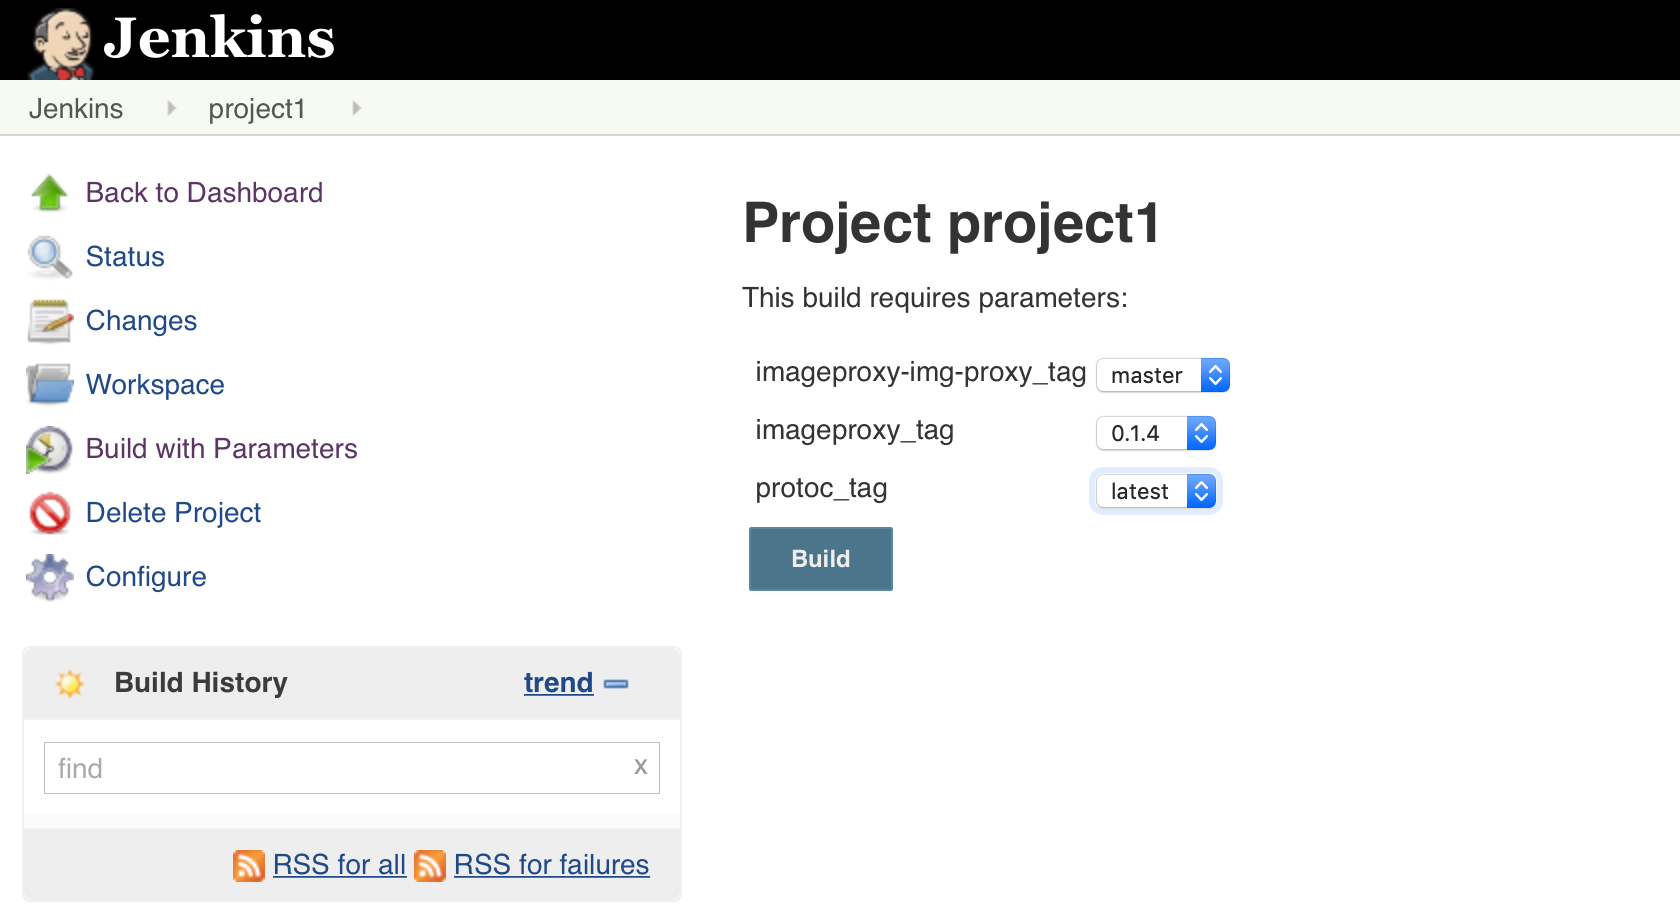 Jenkins
Jenkins project1
Back to Dashboard
Status
Changes
Workspace
Build with Parameters
Delete Project
Configure
Build History trend
find x
RSS for all RSS for failures
Project project1
This build requires parameters:
imageproxy-img-proxy_tag master
imageproxy_tag 0.1.4
protoc_tag latest
Build